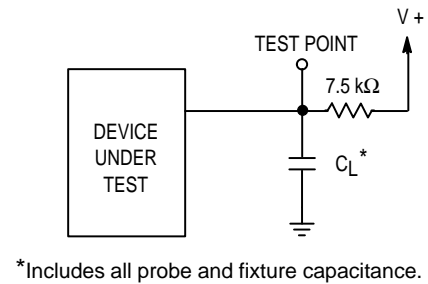 V +
TEST POINT
7.5 kΩ
DEVICE
UNDER
TEST
CL*
*Includes all probe and fixture capacitance.